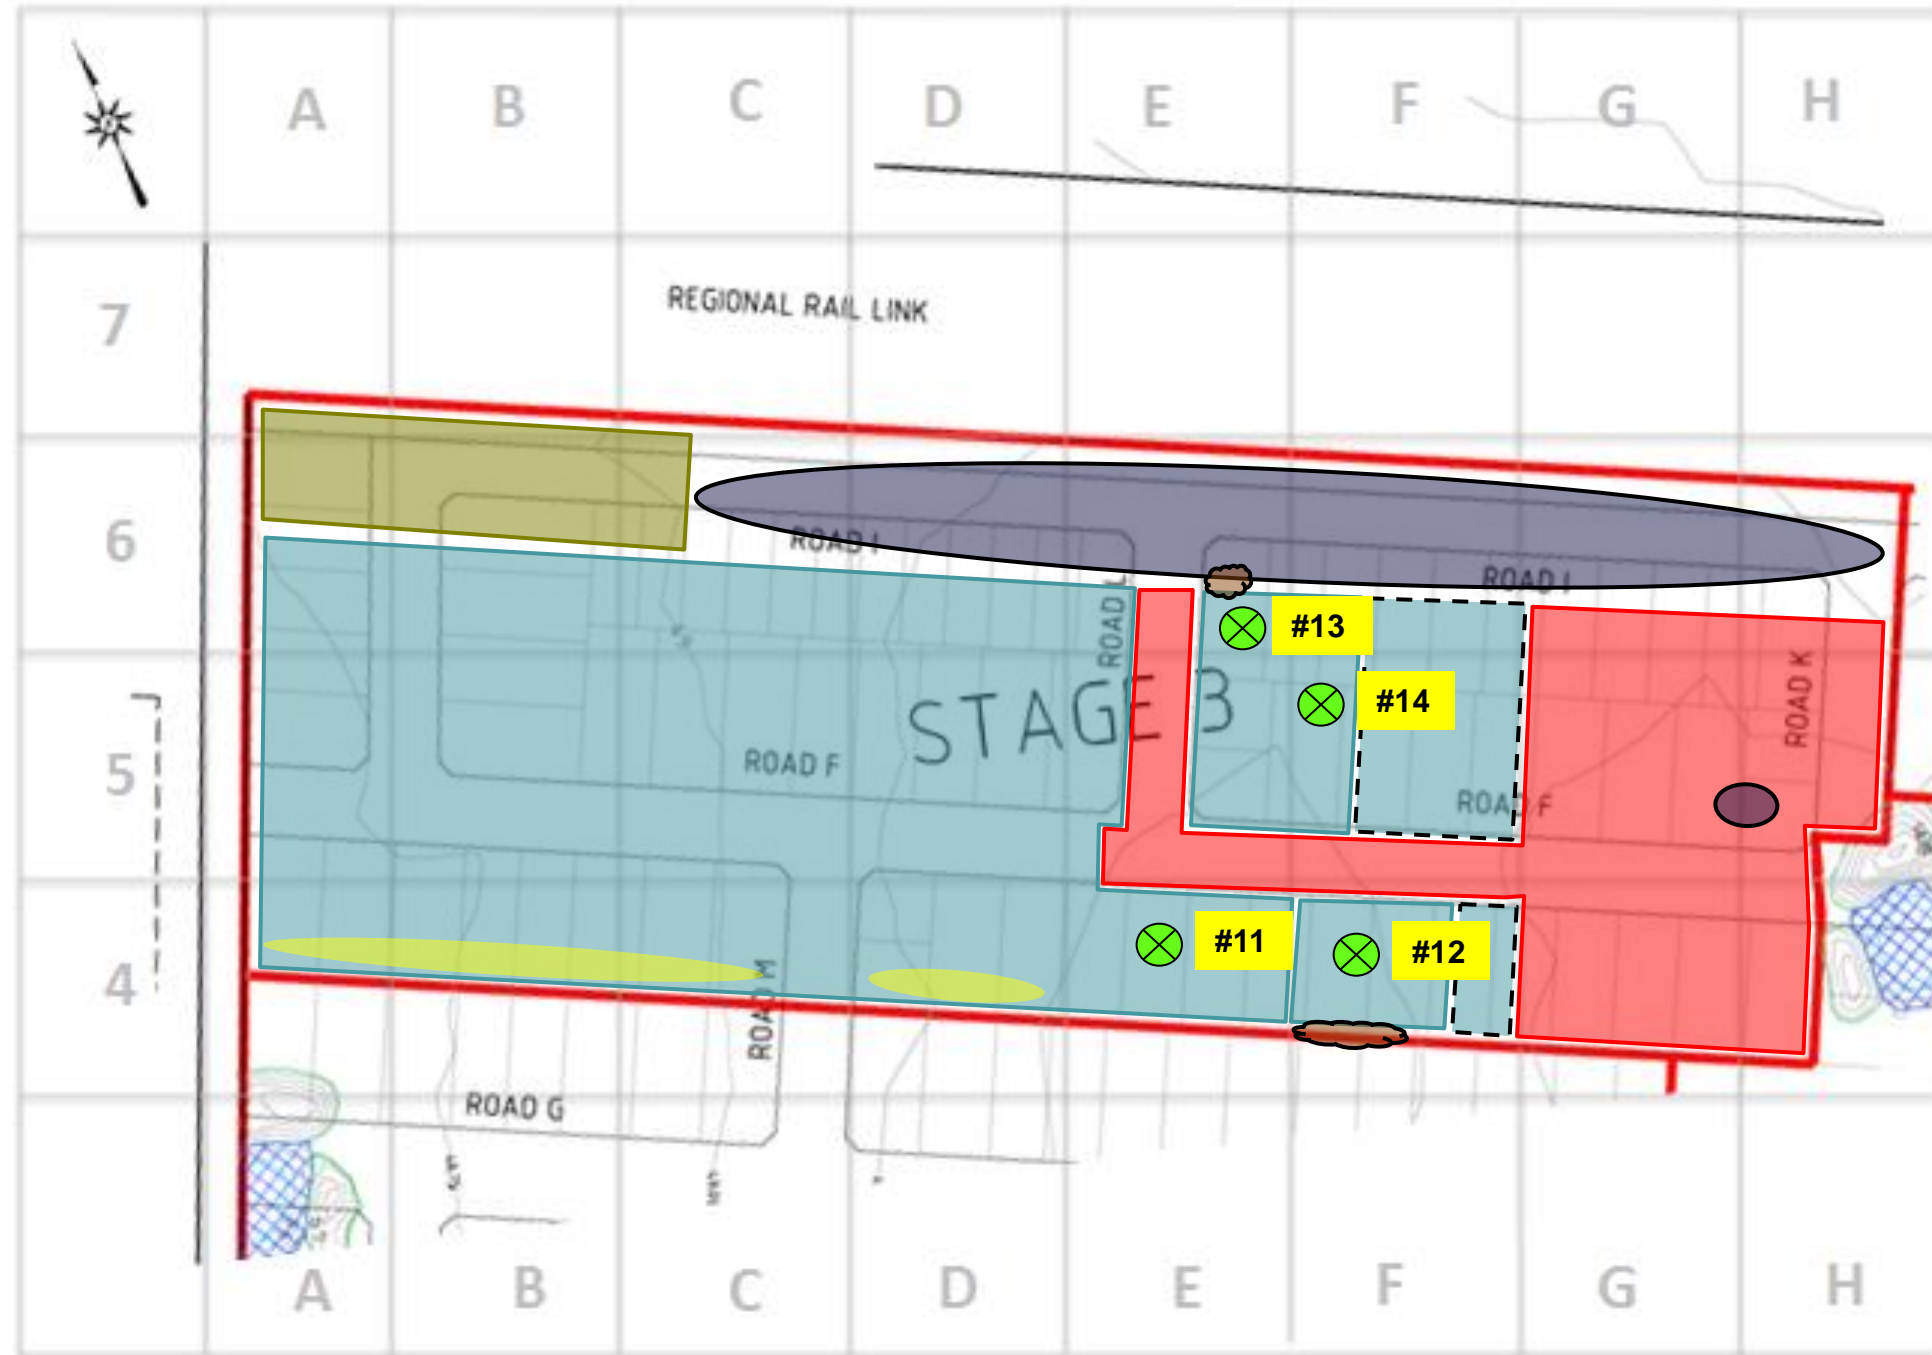 A B C D E F G H
7
REGIONAL RAIL LINK
6
ROAD I
ROAD I
ROAD L
#13
ROAD K
STAGE 3
#14
5
ROAD F
ROAD F
#11
#12
4
ROAD M
ROAD G
A B C D E F G H